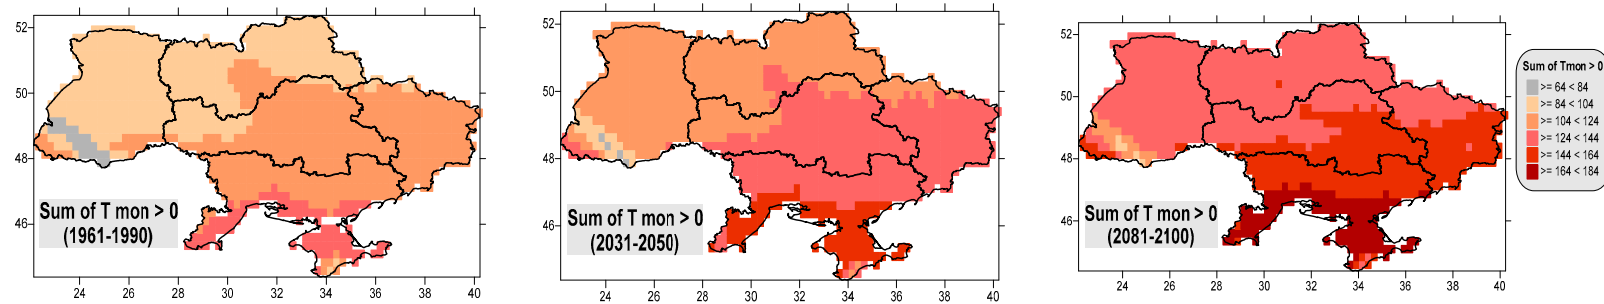 52
50
48
46
Sum of T mon > 0
(1961-1990)
24 26 28 30 32 34 36 38 40
52
50
48
46
Sum of T mon > 0
(2031-2050)
24 26 28 30 32 34 36 38 40
52
50
48
46
Sum of T mon > 0
(2081-2100)
24 26 28 30 32 34 36 38 40
Sum of Tmon > 0
>= 64 < 84
>= 84 < 104
>= 104 < 124
>= 124 < 144
>= 144 < 164
>= 164 < 184